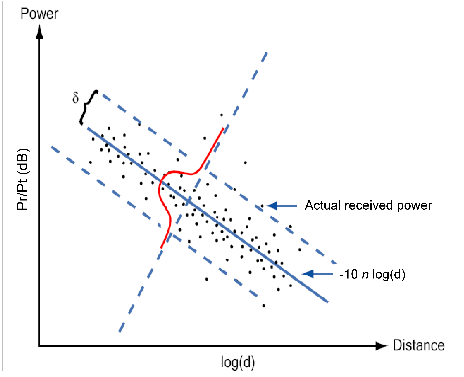 Power
δ
Pr/Pt (dB)
Actual received power
-10 n log(d)
Distance
log(d)